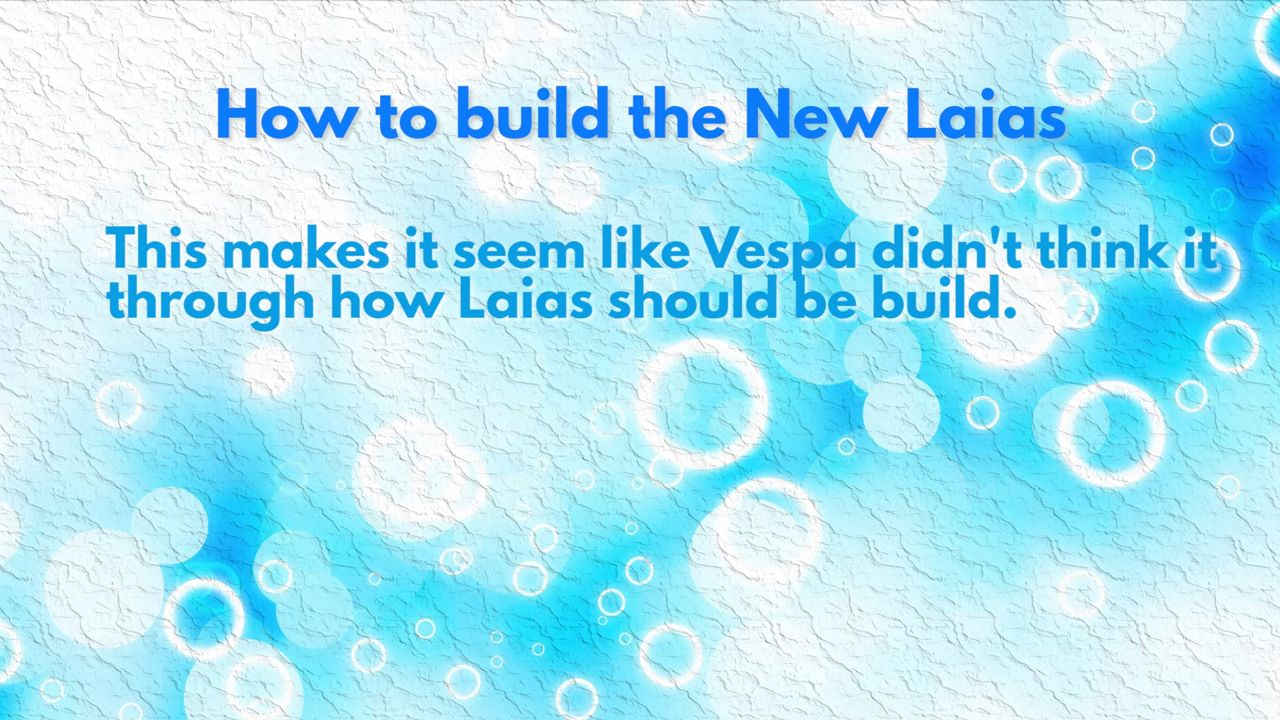 How to build the New Laias
This makes it seem like Vespa didn't think it
through how Laias should be build.